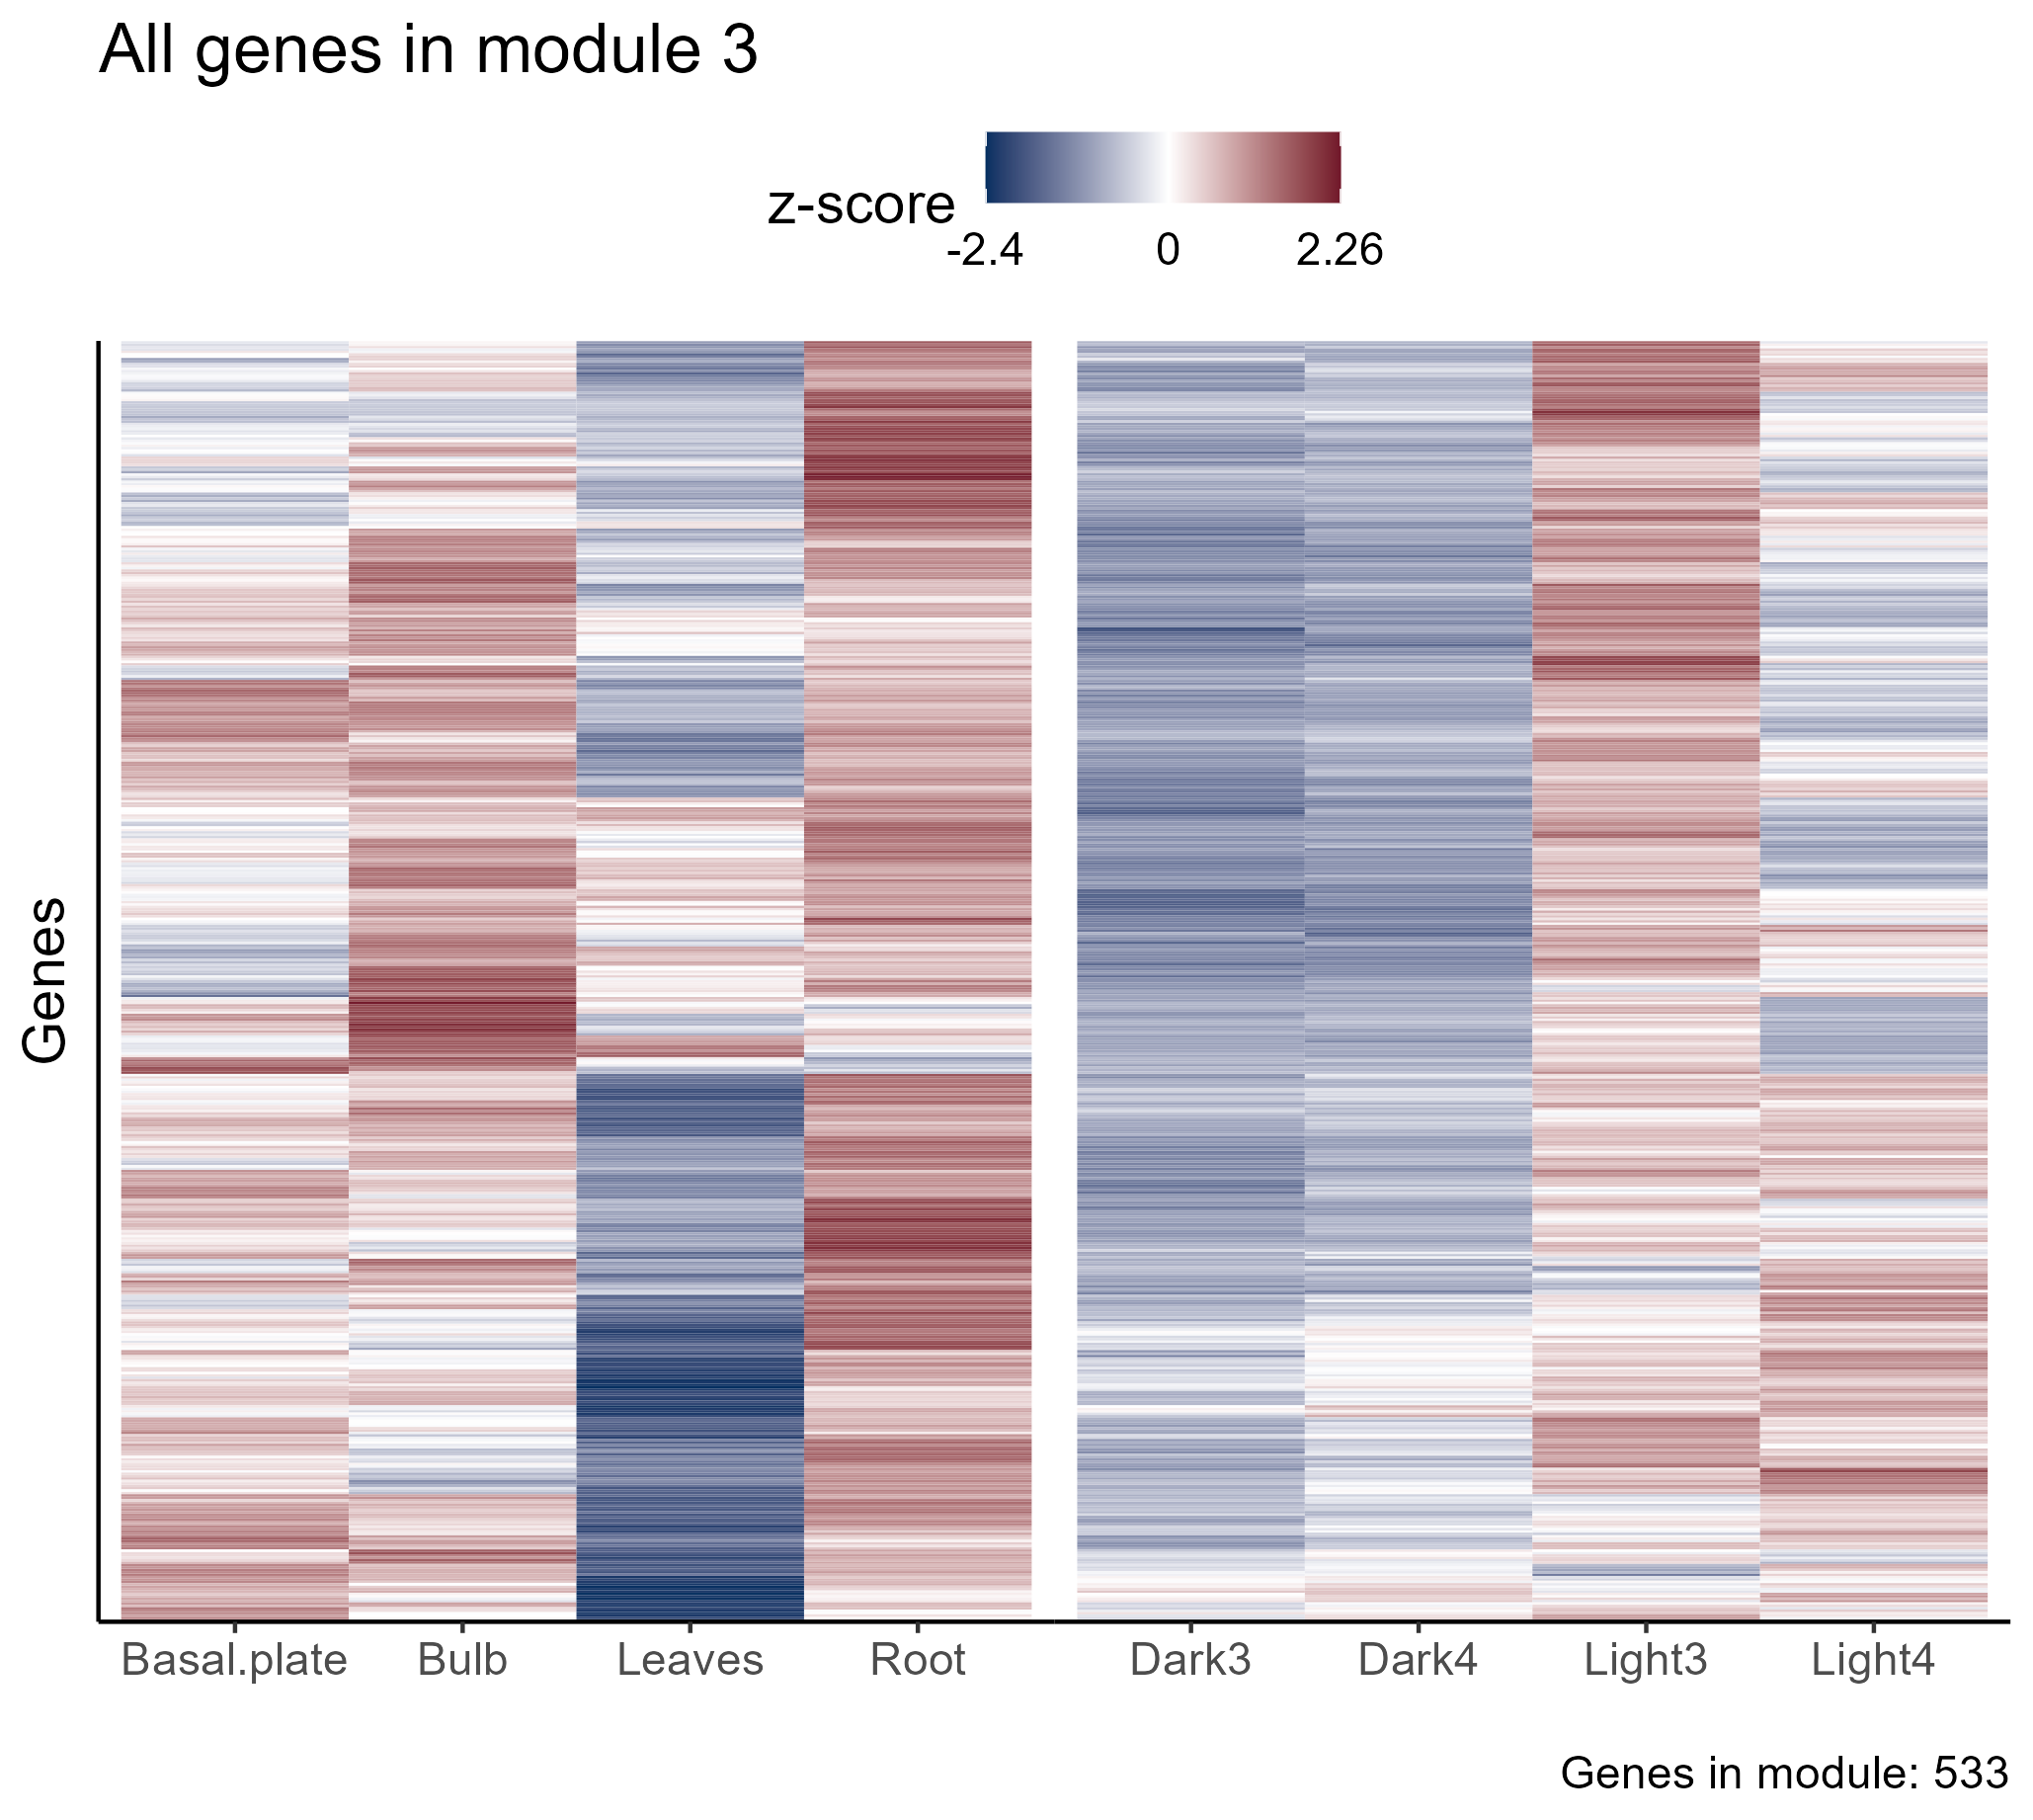 All genes in module 3
z-score
-2.4 0 2.26
Genes
Basal.plate Bulb Leaves Root Dark3 Dark4 Light3 Light4
Genes in module: 533